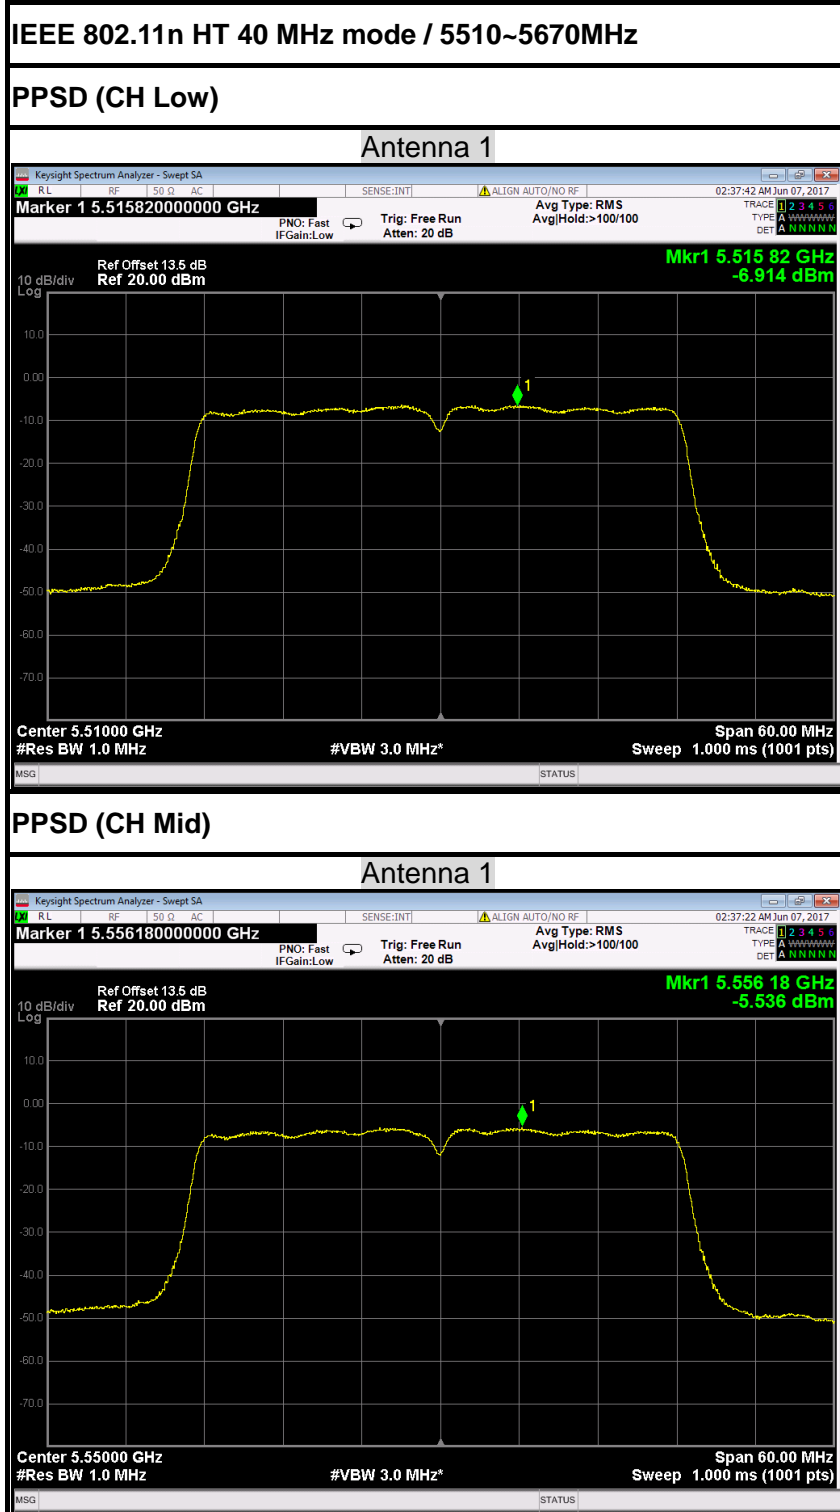 IEEE 802.11n HT 40 MHz mode / 5510~5670MHz
PPSD (CH Low)
Antenna 1
Keysight Spectrum Analyzer - Swept SA
LXI RL RF 50 Ω AC SENSE:INT ALIGN AUTO/NO RF 02:37:42 AM Jun 07, 2017
Marker 1 5.515820000000 GHz
PNO: Fast Trig: Free Run Avg Type: RMS TRACE 1 2 3 4 5 6
IFGain:Low Atten: 20 dB Avg|Hold:>100/100 TYPE A WWWWW
DET A N N N N N
Mkr1 5.515 82 GHz
-6.914 dBm
Ref Offset 13.5 dB
10 dB/div Ref 20.00 dBm
Log
10.0
0.00
1
-10.0
-20.0
-30.0
-40.0
-50.0
-60.0
-70.0
Center 5.51000 GHz Span 60.00 MHz
#Res BW 1.0 MHz #VBW 3.0 MHz* Sweep 1.000 ms (1001 pts)
MSG STATUS
PPSD (CH Mid)
Antenna 1
Keysight Spectrum Analyzer - Swept SA
LXI RL RF 50 Ω AC SENSE:INT ALIGN AUTO/NO RF 02:37:22 AM Jun 07, 2017
Marker 1 5.556180000000 GHz
PNO: Fast Trig: Free Run Avg Type: RMS TRACE 1 2 3 4 5 6
IFGain:Low Atten: 20 dB Avg|Hold:>100/100 TYPE A WWWWW
DET A N N N N N
Mkr1 5.556 18 GHz
-5.536 dBm
Ref Offset 13.5 dB
10 dB/div Ref 20.00 dBm
Log
10.0
0.00
1
-10.0
-20.0
-30.0
-40.0
-50.0
-60.0
-70.0
Center 5.55000 GHz Span 60.00 MHz
#Res BW 1.0 MHz #VBW 3.0 MHz* Sweep 1.000 ms (1001 pts)
MSG STATUS